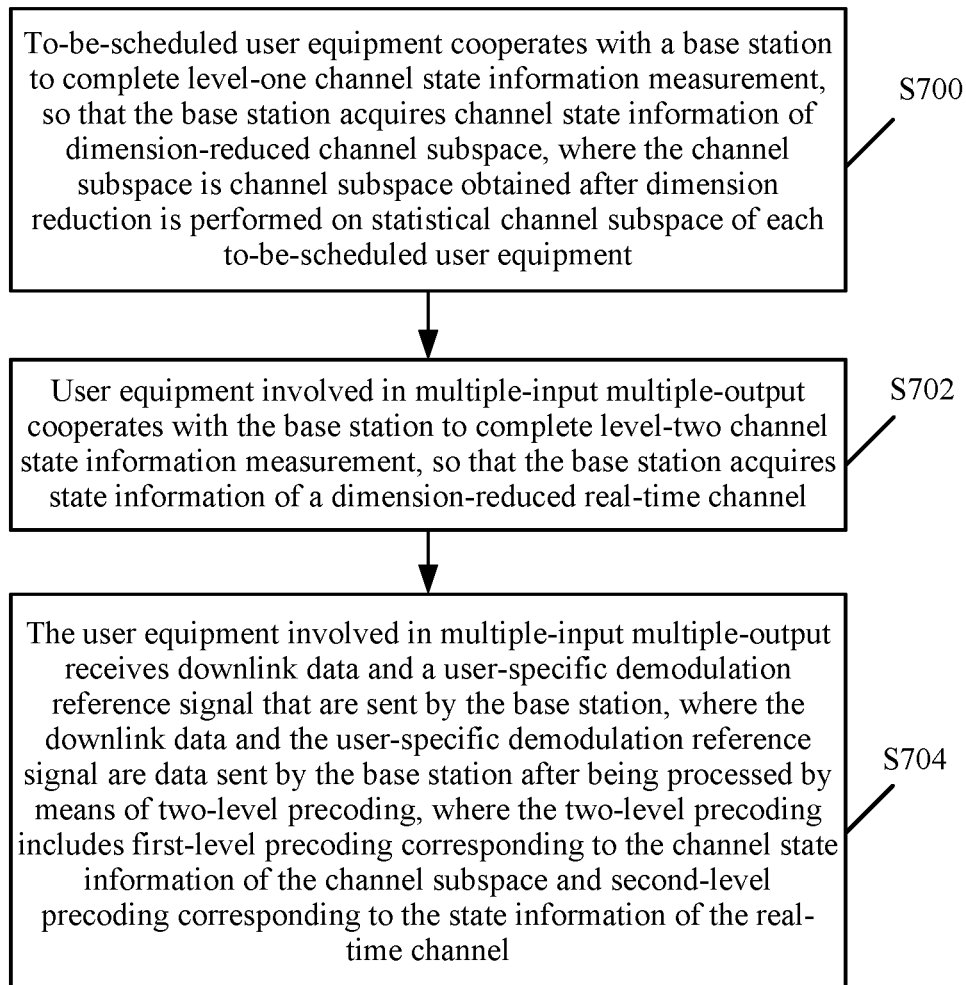 To-be-scheduled user equipment cooperates with a base station
to complete level-one channel state information measurement,
so that the base station acquires channel state information of
dimension-reduced channel subspace, where the channel
subspace is channel subspace obtained after dimension
reduction is performed on statistical channel subspace of each
to-be-scheduled user equipment
S700
User equipment involved in multiple-input multiple-output
cooperates with the base station to complete level-two channel
state information measurement, so that the base station acquires
state information of a dimension-reduced real-time channel
S702
The user equipment involved in multiple-input multiple-output
receives downlink data and a user-specific demodulation
reference signal that are sent by the base station, where the
downlink data and the user-specific demodulation reference
signal are data sent by the base station after being processed by
means of two-level precoding, where the two-level precoding
includes first-level precoding corresponding to the channel state
information of the channel subspace and second-level
precoding corresponding to the state information of the real-
time channel
S704